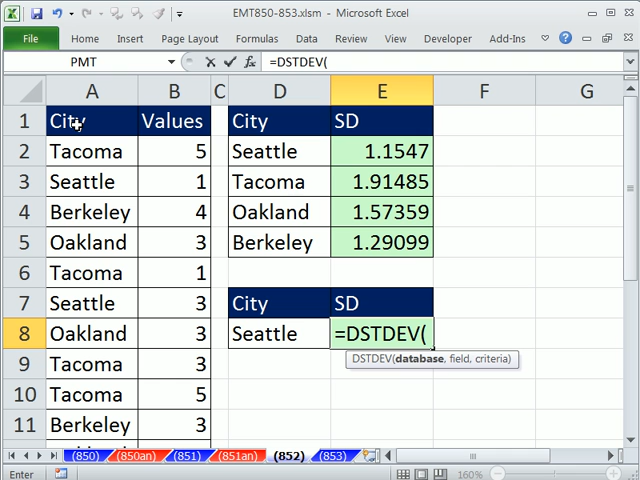 EMT850-853.xlsm - Microsoft Excel
File Home Insert Page Layout Formulas Data Review View Developer Add-Ins
PMT =DSTDEV(
A B C D E F G
1 City Values City SD
2 Tacoma 5 Seattle 1.1547
3 Seattle 1 Tacoma 1.91485
4 Berkeley 4 Oakland 1.57359
5 Oakland 3 Berkeley 1.29099
6 Tacoma 1
7 Seattle 3 City SD
8 Oakland 3 Seattle =DSTDEV(
DSTDEV(database, field, criteria)
9 Tacoma 3
10 Tacoma 5
11 Berkeley 3
(850) (850an) (851) (851an) (852) (853)
Enter 160%